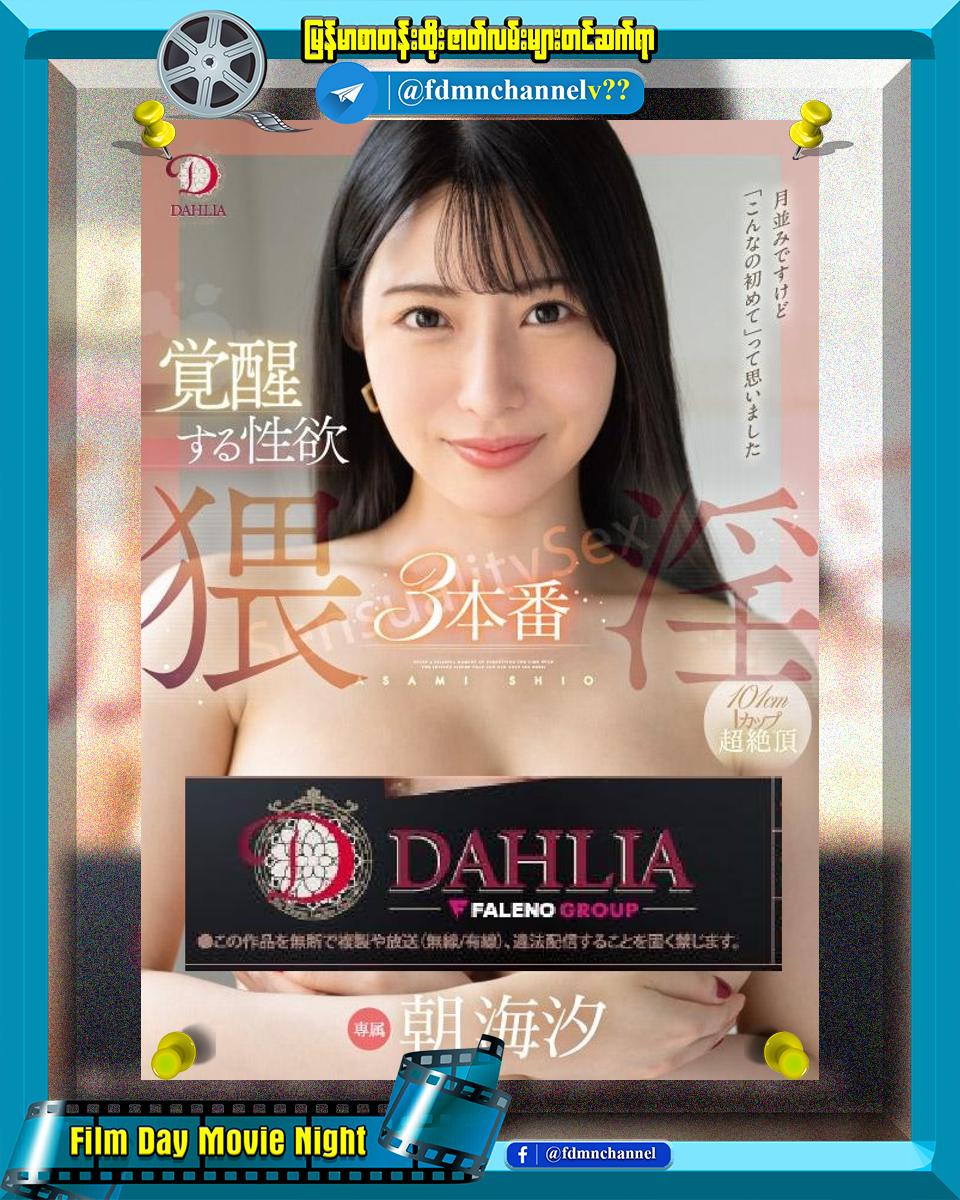 မြန်မာစာတန်းထိုးဇာတ်လမ်းများတင်ဆက်ရာ
@fdmnchannelv??
D
DAHLIA
月並みですけど
「こんなの初めて」って思いました
覚醒
する性欲
猥淫
SensualitySex
3本番
ASAMI SHIO
101cm
Iカップ
超絶頂
DAHLIA
FALENO GROUP
●この作品を無断で複製や放送(無線/有線)、違法配信することを固く禁じます。
専属
朝海汐
Film Day Movie Night
@fdmnchannel